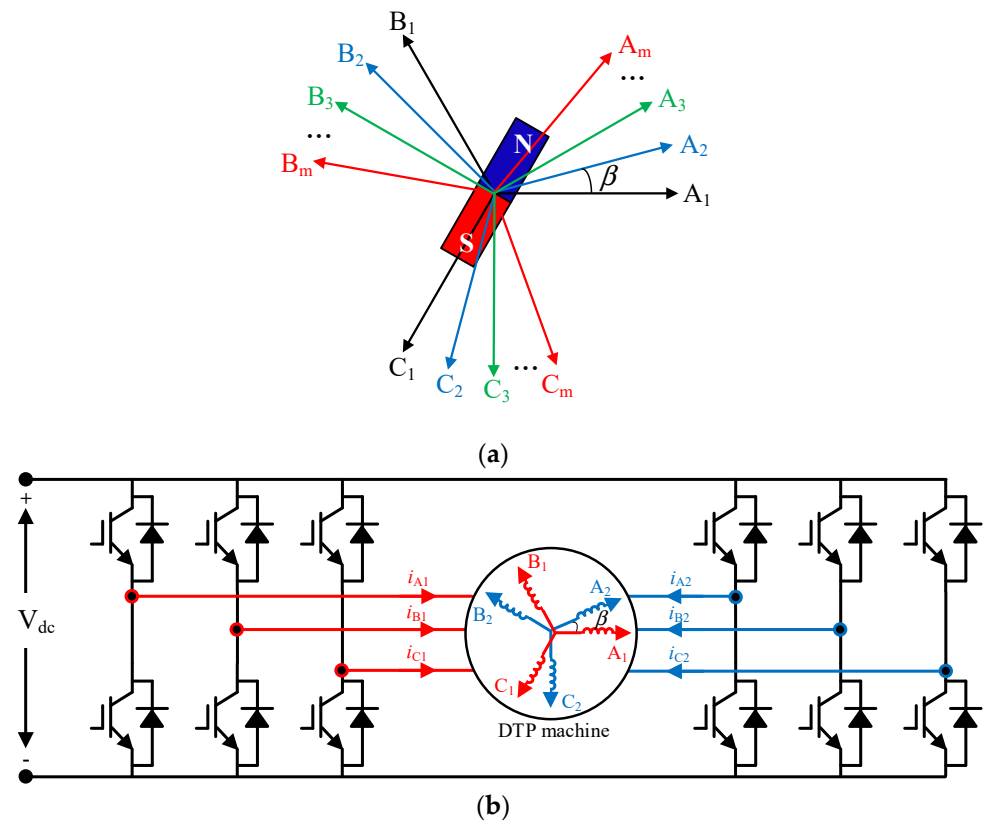 B1
Am
B2
...
B3
A3
...
N
A2
Bm
β
A1
S
C1
C2
...
C3
Cm
(a)
+
B1
iA1
A2
iA2
B2
β
iB1
iB2
Vdc
A1
iC1
C1
iC2
C2
DTP machine
-
(b)